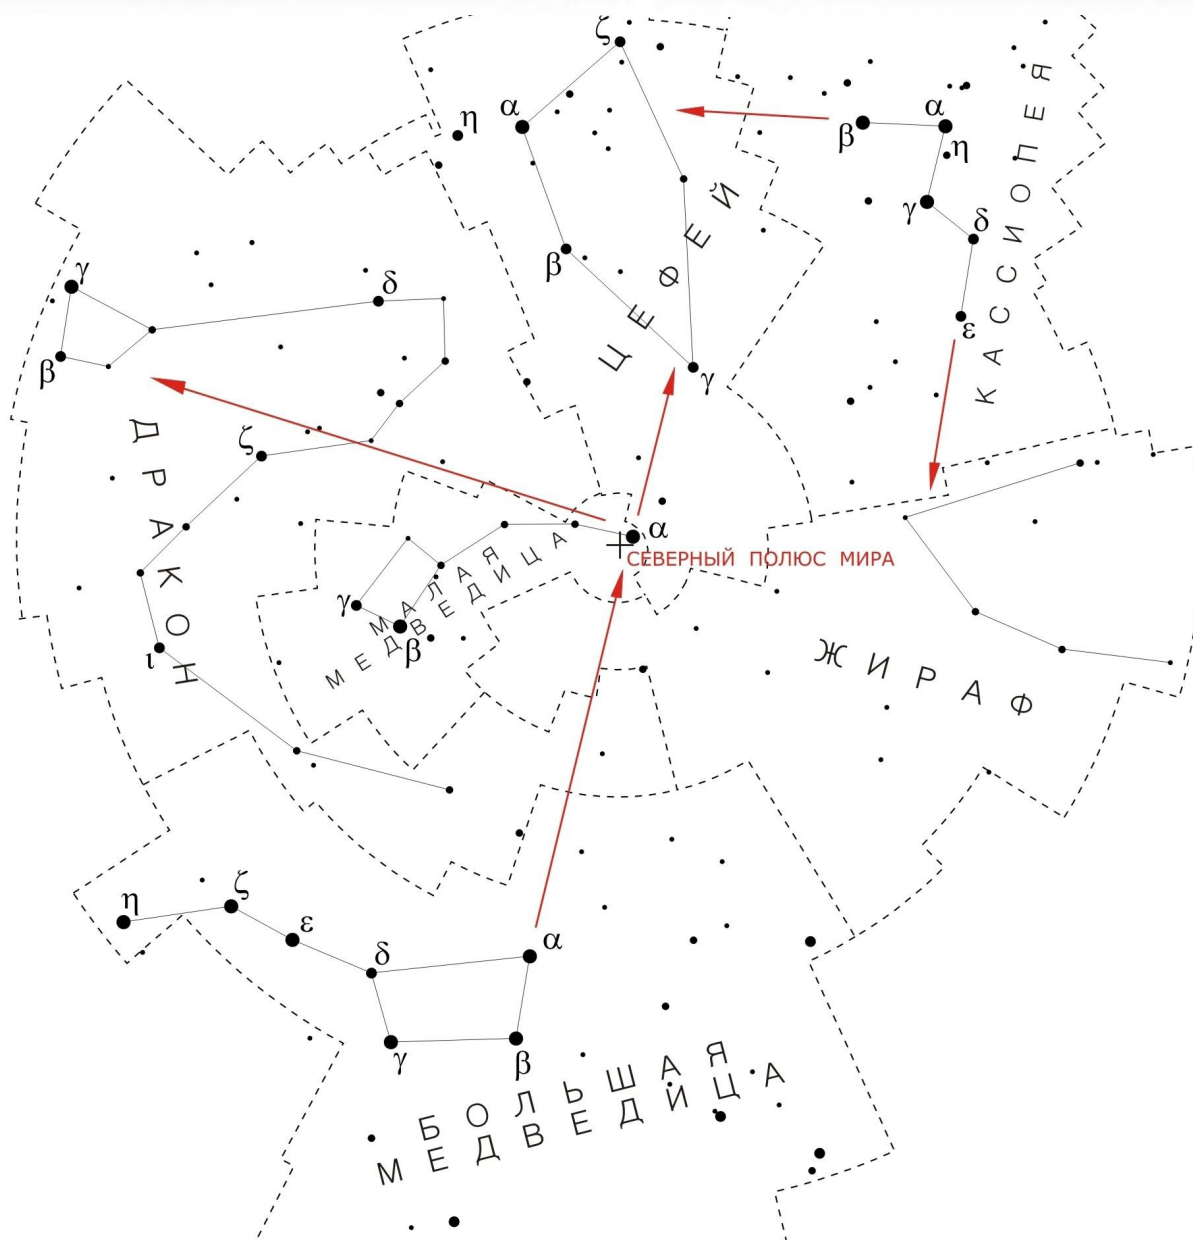 ζ
α
η
β
ЦЕФЕЙ
γ
β
α
η
γ
δ
ε
КАССИОПЕЯ
γ
β
δ
ζ
ι
ДРАКОН
α
СЕВЕРНЫЙ ПОЛЮС МИРА
γ
β
МАЛАЯ
МЕДВЕДИЦА
ЖИРАФ
η
ζ
ε
δ
α
γ
β
БОЛЬШАЯ
МЕДВЕДИЦА